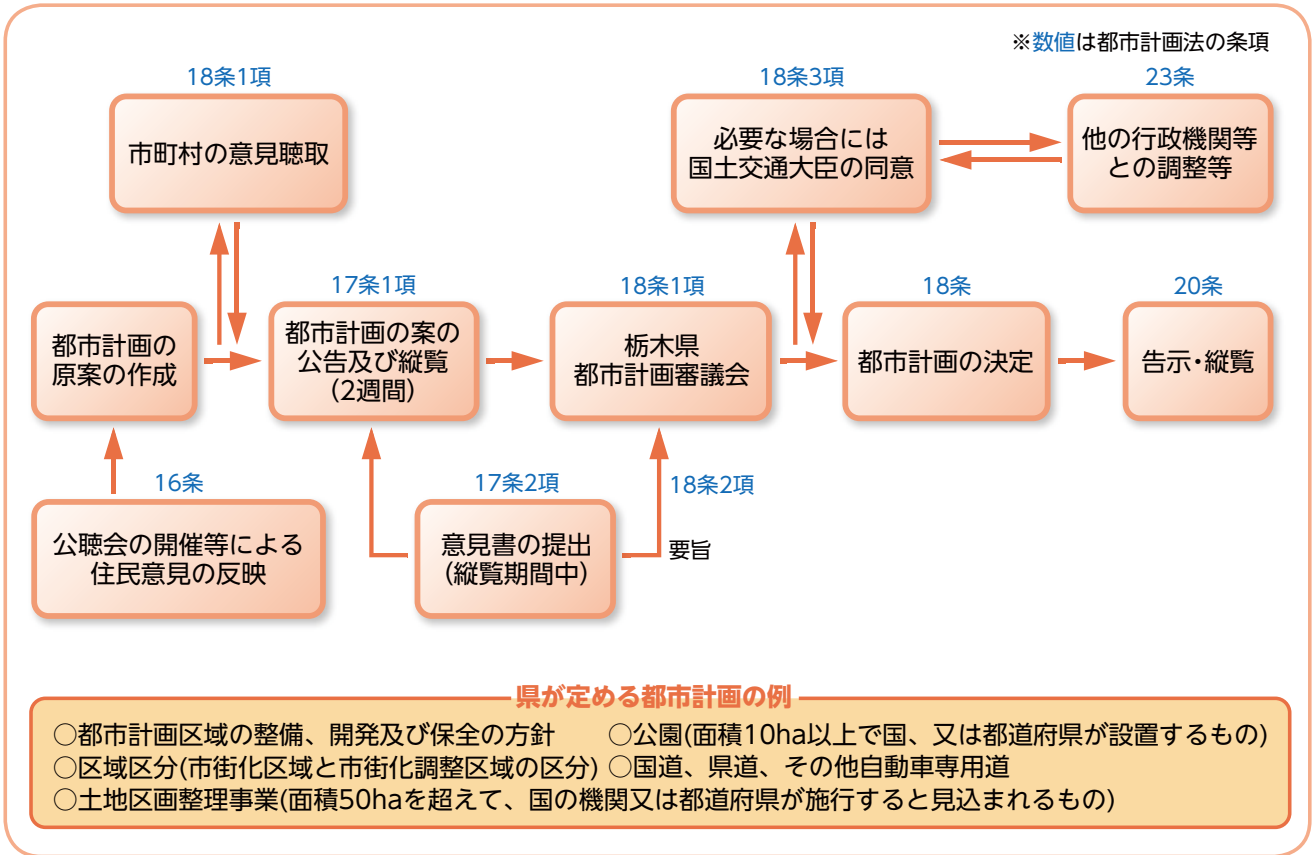 ※数値は都市計画法の条項
18条1項
市町村の意見聴取
18条3項
必要な場合には
国土交通大臣の同意
23条
他の行政機関等
との調整等
都市計画の
原案の作成
17条1項
都市計画の案の
公告及び縦覧
(2週間)
18条1項
栃木県
都市計画審議会
18条
都市計画の決定
20条
告示・縦覧
16条
公聴会の開催等による
住民意見の反映
17条2項
意見書の提出
(縦覧期間中)
18条2項
要旨
県が定める都市計画の例
○都市計画区域の整備、開発及び保全の方針 ○公園(面積10ha以上で国、又は都道府県が設置するもの)
○区域区分(市街化区域と市街化調整区域の区分) ○国道、県道、その他自動車専用道
○土地区画整理事業(面積50haを超えて、国の機関又は都道府県が施行すると見込まれるもの)